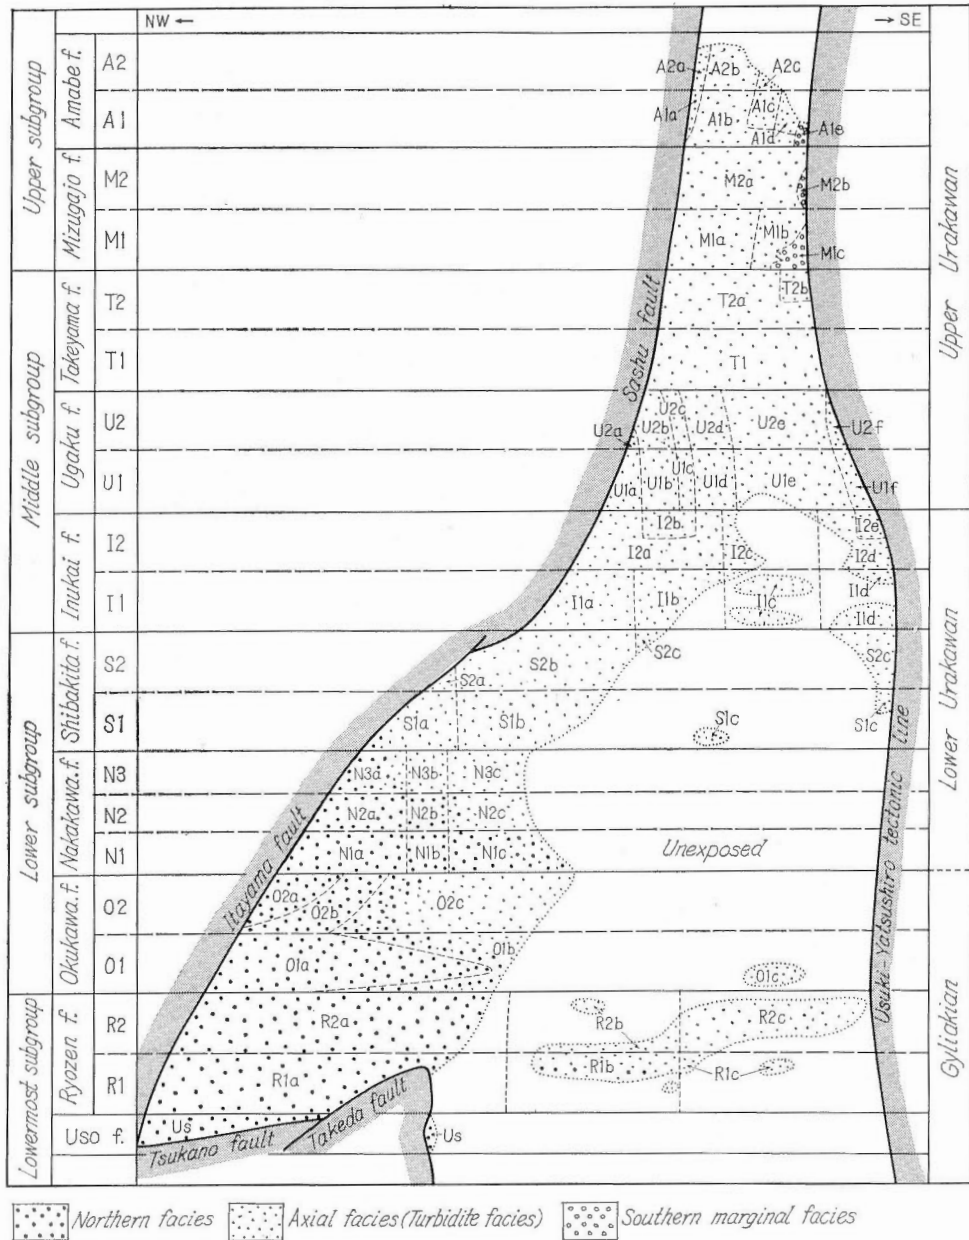 NW ←
→ SE
Upper subgroup
Middle subgroup
Lower subgroup
Lowermost subgroup
Amabe f.
Mizugajo f.
Takeyama f.
Ugaku f.
Inukai f.
Shibakita f.
Nakakawa.f.
Okukawa.f.
Ryozen f.
Uso f.
A2
A1
M2
M1
T2
T1
U2
U1
I2
I1
S2
S1
N3
N2
N1
O2
O1
R2
R1
A2a A2b A2c
A1a A1b A1c A1d A1e
M2a M2b
M1a M1b M1c
T2a T2b
T1
U2a U2b U2c U2d U2e U2f
U1a U1b U1c U1d U1e U1f
I2a I2b I2c I2d I2e
I1a I1b I1c I1d I1d
S2a S2b S2c S2c
S1a S1b S1c S1c
N3a N3b N3c
N2a N2b N2c
N1a N1b N1c
Unexposed
O2a O2b O2c
O1a O1b O1c
R2a R2b R2c
R1a R1b R1c
Us
Us
Sashu fault
Itayama fault
Tsukano fault
Takeda fault
Usuki-Yatsushiro tectonic line
Upper Urakawan
Lower Urakawan
Gyliakian
Northern facies
Axial facies (Turbidite facies)
Southern marginal facies